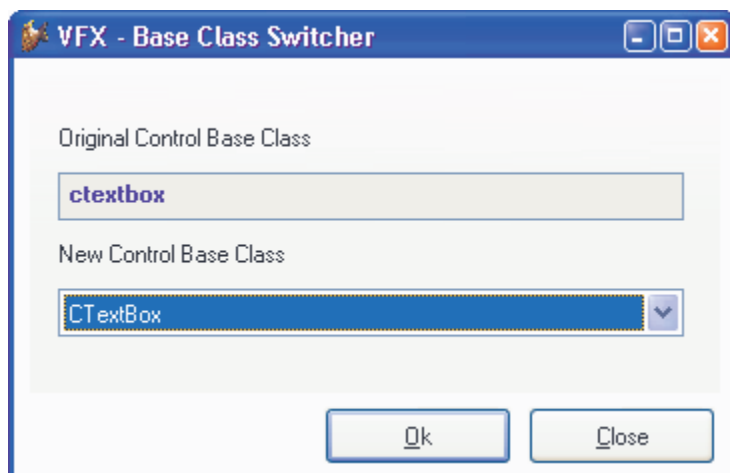 VFX - Base Class Switcher
Original Control Base Class
ctextbox
New Control Base Class
CTextBox
Ok Close